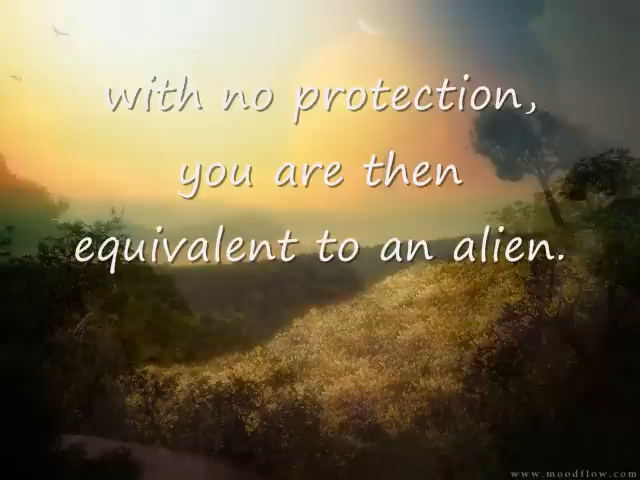 with no protection,
you are then
equivalent to an alien.
www.moodflow.com